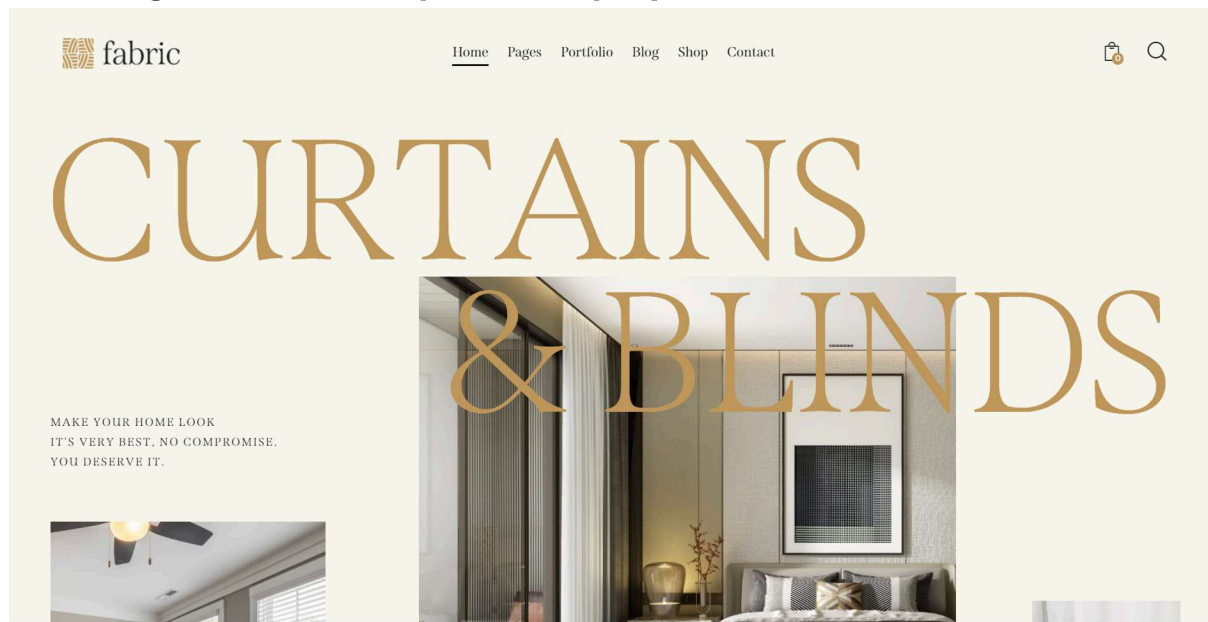 fabric
Home Pages Portfolio Blog Shop Contact
0
CURTAINS
& BLINDS
MAKE YOUR HOME LOOK
IT'S VERY BEST, NO COMPROMISE.
YOU DESERVE IT.